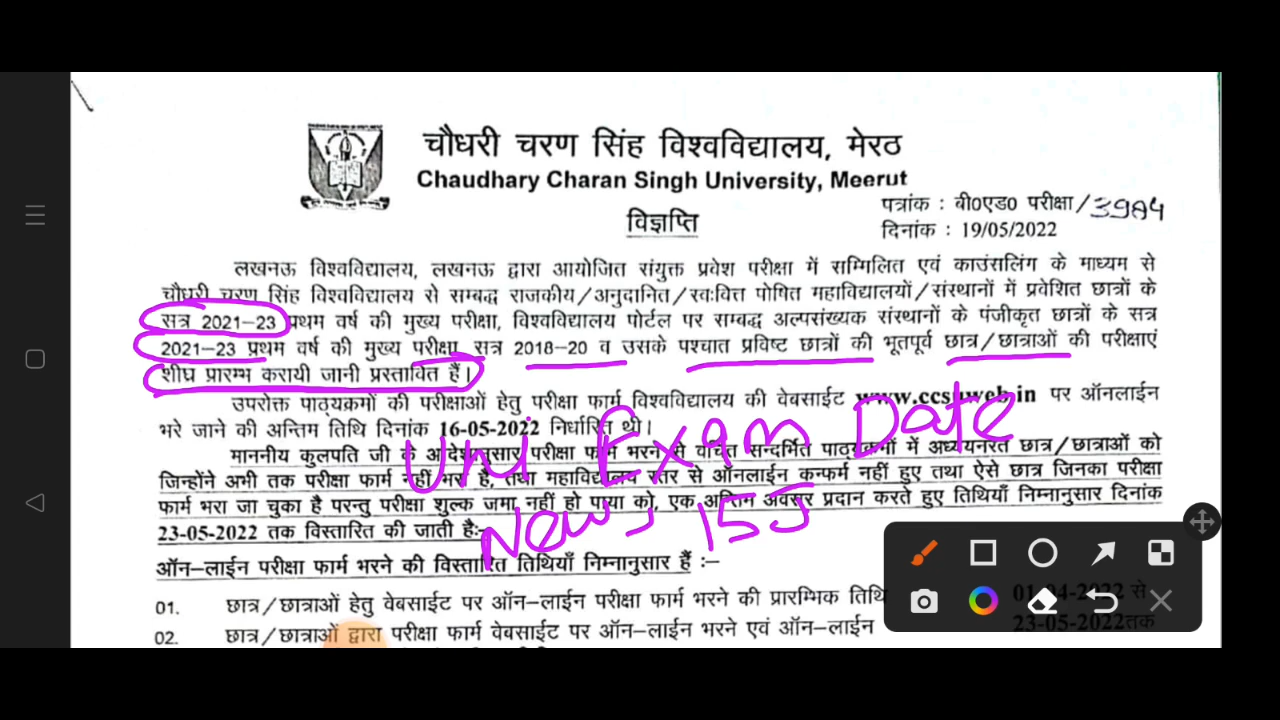 चौधरी चरण सिंह विश्वविद्यालय, मेरठ
Chaudhary Charan Singh University, Meerut
पत्रांक : बी0एड0 परीक्षा/3984
विज्ञप्ति
दिनांक : 19/05/2022
लखनऊ विश्वविद्यालय, लखनऊ द्वारा आयोजित संयुक्त प्रवेश परीक्षा में सम्मिलित एवं काउंसलिंग के माध्यम से
चौधरी चरण सिंह विश्वविद्यालय से सम्बद्ध राजकीय/अनुदानित/स्वःवित्त पोषित महाविद्यालयों/संस्थानों में प्रवेशित छात्रों के
सत्र 2021-23 प्रथम वर्ष की मुख्य परीक्षा, विश्वविद्यालय पोर्टल पर सम्बद्ध अल्पसंख्यक संस्थानों के पंजीकृत छात्रों के सत्र
2021-23 प्रथम वर्ष की मुख्य परीक्षा, सत्र 2018-20 व उसके पश्चात प्रविष्ट छात्रों की भूतपूर्व छात्र/छात्राओं की परीक्षाएं
शीघ्र प्रारम्भ करायी जानी प्रस्तावित हैं।
उपरोक्त पाठ्यक्रमों की परीक्षाओं हेतु परीक्षा फार्म विश्वविद्यालय की वेबसाईट www.ccsuweb.in पर ऑनलाईन
भरे जाने की अन्तिम तिथि दिनांक 16-05-2022 निर्धारित थी।
माननीय कुलपति जी के आदेशानुसार परीक्षा फार्म भरने से वंचित सन्दर्भित पाठ्यक्रमों में अध्ययनरत छात्र/छात्राओं को
जिन्होंने अभी तक परीक्षा फार्म नहीं भरा है, तथा महाविद्यालय स्तर से ऑनलाईन कन्फर्म नहीं हुए तथा ऐसे छात्र जिनका परीक्षा
फार्म भरा जा चुका है परन्तु परीक्षा शुल्क जमा नहीं हो पाया को, एक अन्तिम अवसर प्रदान करते हुए तिथियाँ निम्नानुसार दिनांक
23-05-2022 तक विस्तारित की जाती है:-
Uni Exam Date
News 15J
ऑन-लाईन परीक्षा फार्म भरने की विस्तारित तिथियाँ निम्नानुसार हैं :-
01. छात्र/छात्राओं हेतु वेबसाईट पर ऑन-लाईन परीक्षा फार्म भरने की प्रारम्भिक तिथि 01-04-2022 से
02. छात्र/छात्राओं द्वारा परीक्षा फार्म वेबसाईट पर ऑन-लाईन भरने एवं ऑन-लाईन 23-05-2022तक